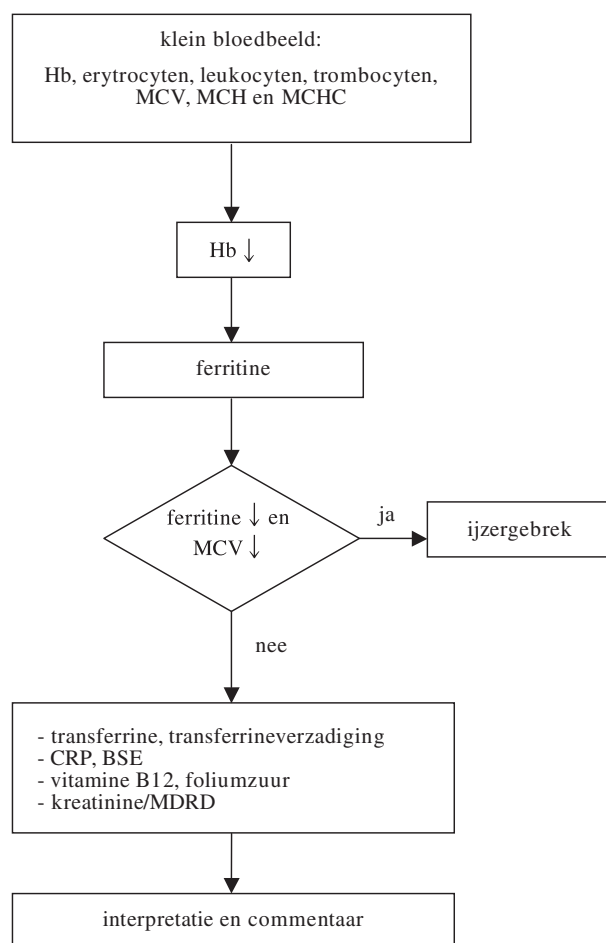 klein bloedbeeld:
Hb, erytrocyten, leukocyten, trombocyten,
MCV, MCH en MCHC
Hb ↓
ferritine
ferritine ↓ en
MCV ↓
ja
ijzergebrek
nee
- transferrine, transferrineverzadiging
- CRP, BSE
- vitamine B12, foliumzuur
- kreatinine/MDRD
interpretatie en commentaar